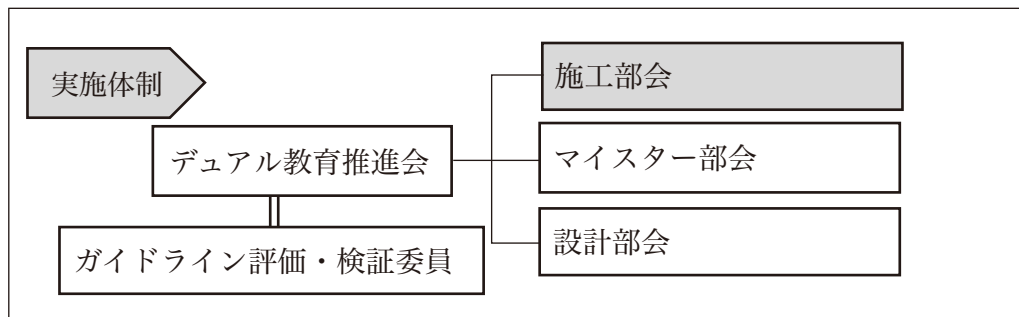 実施体制
デュアル教育推進会
ガイドライン評価・検証委員
施工部会
マイスター部会
設計部会